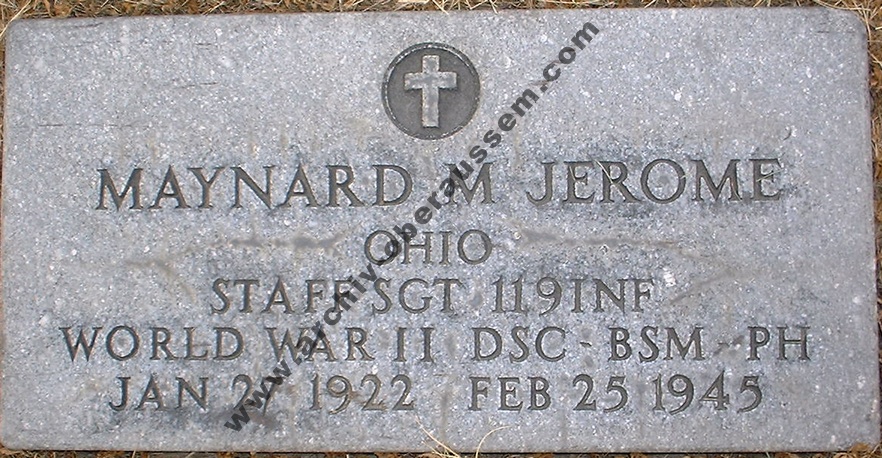 MAYNARD M JEROME
OHIO
STAFF SGT 119 INF
WORLD WAR II DSC - BSM - PH
JAN 27 1922 FEB 25 1945
www.archiv-oberaussem.com